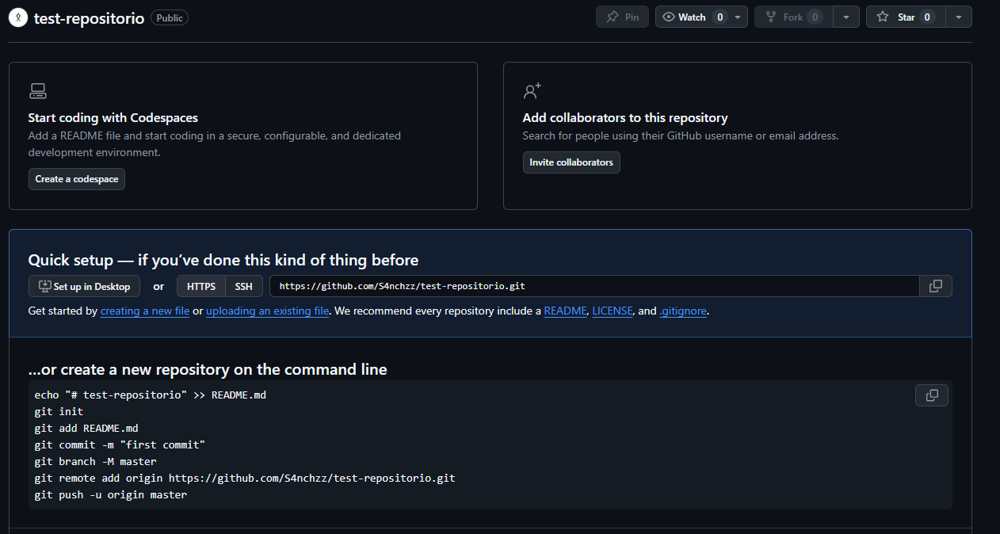 test-repositorio Public
Pin
Watch 0
Fork 0
Star 0
Start coding with Codespaces
Add a README file and start coding in a secure, configurable, and dedicated
development environment.
Create a codespace
Add collaborators to this repository
Search for people using their GitHub username or email address.
Invite collaborators
Quick setup — if you’ve done this kind of thing before
Set up in Desktop or HTTPS SSH https://github.com/S4nchzz/test-repositorio.git
Get started by creating a new file or uploading an existing file. We recommend every repository include a README, LICENSE, and .gitignore.
…or create a new repository on the command line
echo "# test-repositorio" >> README.md
git init
git add README.md
git commit -m "first commit"
git branch -M master
git remote add origin https://github.com/S4nchzz/test-repositorio.git
git push -u origin master